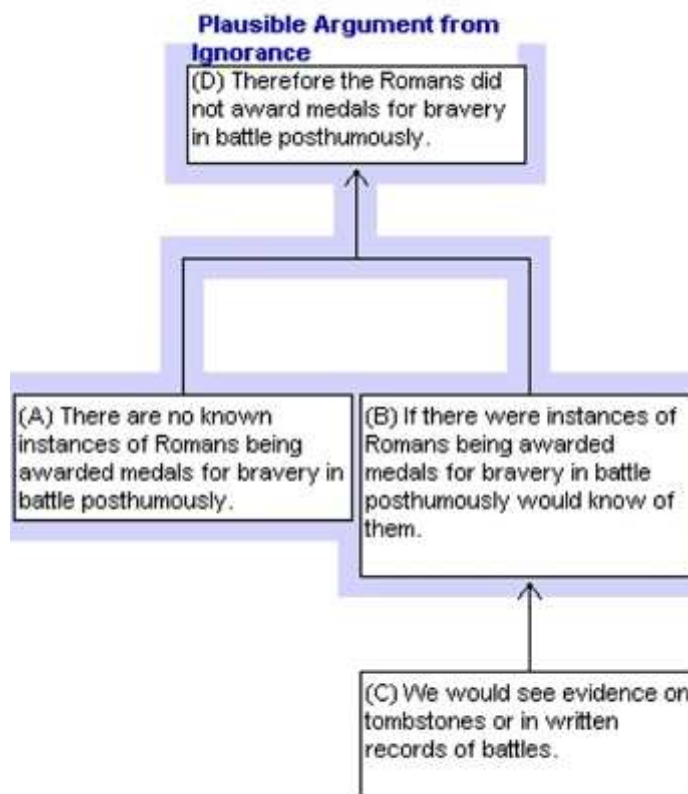 Plausible Argument from
Ignorance
(D) Therefore the Romans did
not award medals for bravery
in battle posthumously.
(A) There are no known
instances of Romans being
awarded medals for bravery in
battle posthumously.
(B) If there were instances of
Romans being awarded
medals for bravery in battle
posthumously would know of
them.
(C) We would see evidence on
tombstones or in written
records of battles.